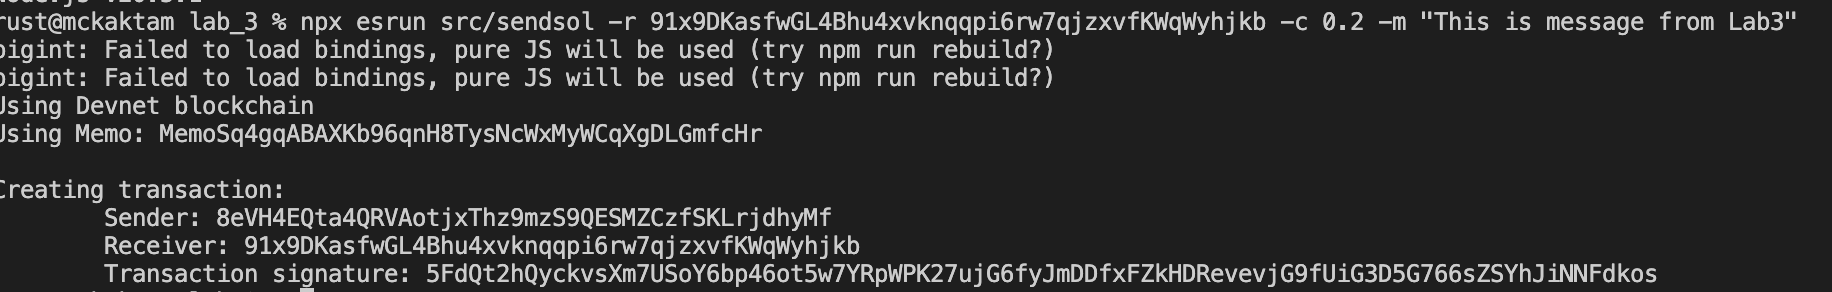 rust@mckaktam lab_3 % npx esrun src/sendsol -r 91x9DKasfwGL4Bhu4xvknqqpi6rw7qjzxvfKWqWyhjkb -c 0.2 -m "This is message from Lab3"
bigint: Failed to load bindings, pure JS will be used (try npm run rebuild?)
bigint: Failed to load bindings, pure JS will be used (try npm run rebuild?)
Using Devnet blockchain
Using Memo: MemoSq4gqABAXKb96qnH8TysNcWxMyWCqXgDLGmfcHr
Creating transaction:
Sender: 8eVH4EQta4QRVAotjxThz9mzS9QESMZCzfSKLrjdhyMf
Receiver: 91x9DKasfwGL4Bhu4xvknqqpi6rw7qjzxvfKWqWyhjkb
Transaction signature: 5FdQt2hQyckvsXm7USoY6bp46ot5w7YRpWPK27ujG6fyJmDDfxFZkHDRevevjG9fUiG3D5G766sZSYhJiNNFdkos